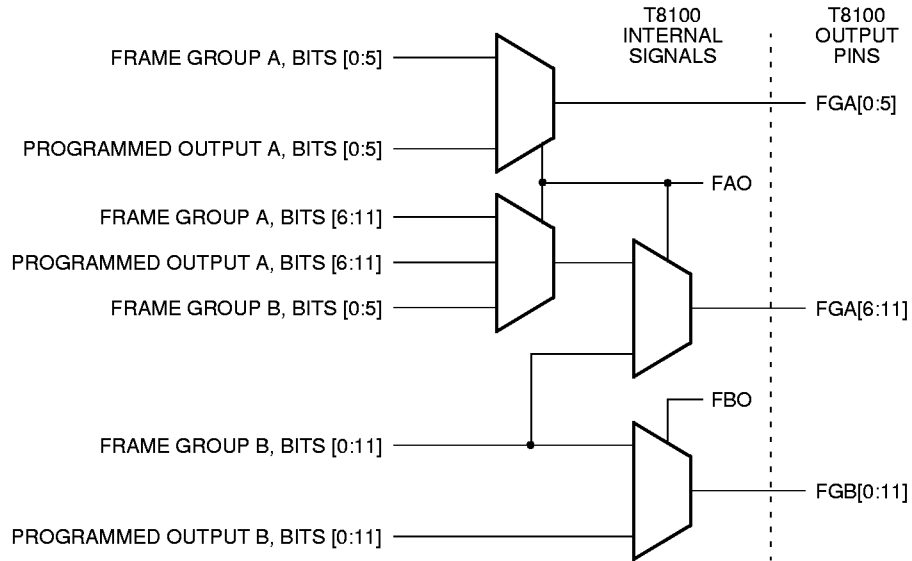 T8100
INTERNAL
SIGNALS
T8100
OUTPUT
PINS
FRAME GROUP A, BITS [0:5]
FGA[0:5]
PROGRAMMED OUTPUT A, BITS [0:5]
FAO
FRAME GROUP A, BITS [6:11]
PROGRAMMED OUTPUT A, BITS [6:11]
FRAME GROUP B, BITS [0:5]
FGA[6:11]
FBO
FRAME GROUP B, BITS [0:11]
FGB[0:11]
PROGRAMMED OUTPUT B, BITS [0:11]